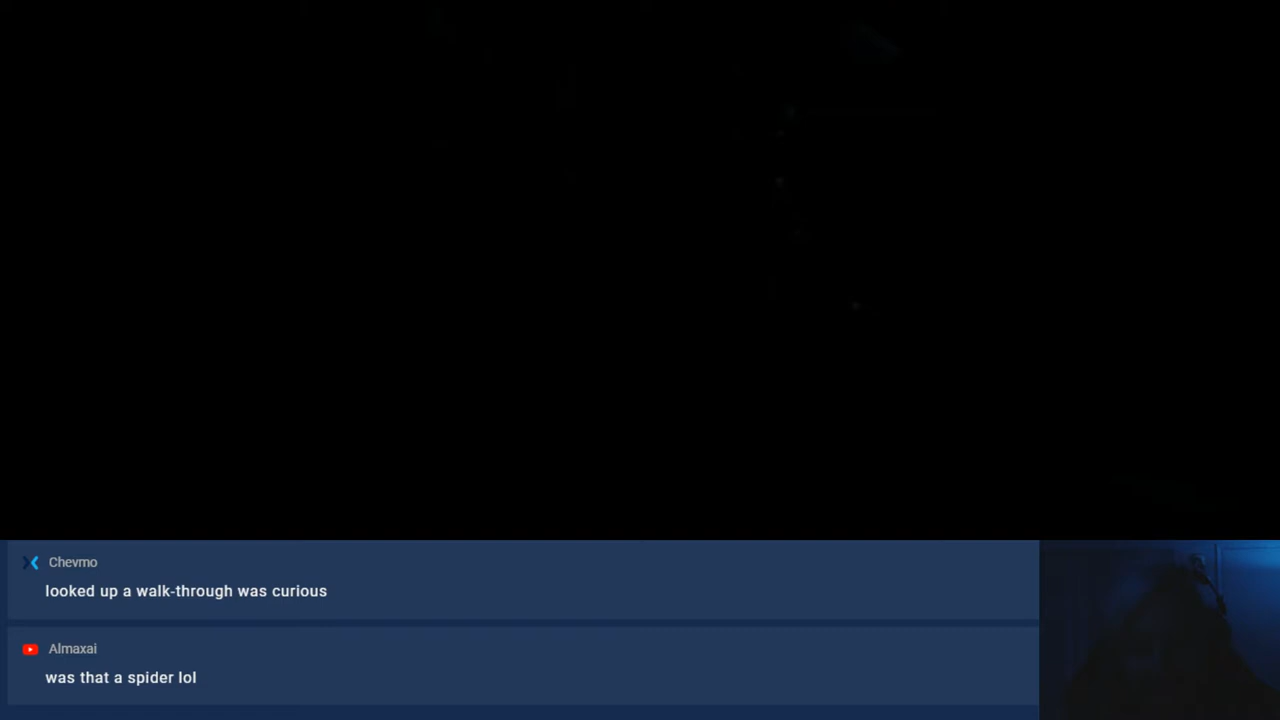 Chevmo
looked up a walk-through was curious
Almaxai
was that a spider lol